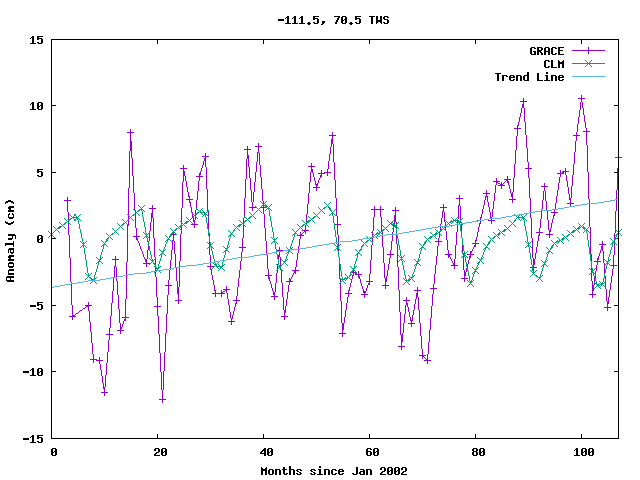 -111.5, 70.5 TWS
GRACE
CLM
Trend Line
Anomaly (cm)
15
10
5
0
-5
-10
-15
0 20 40 60 80 100
Months since Jan 2002